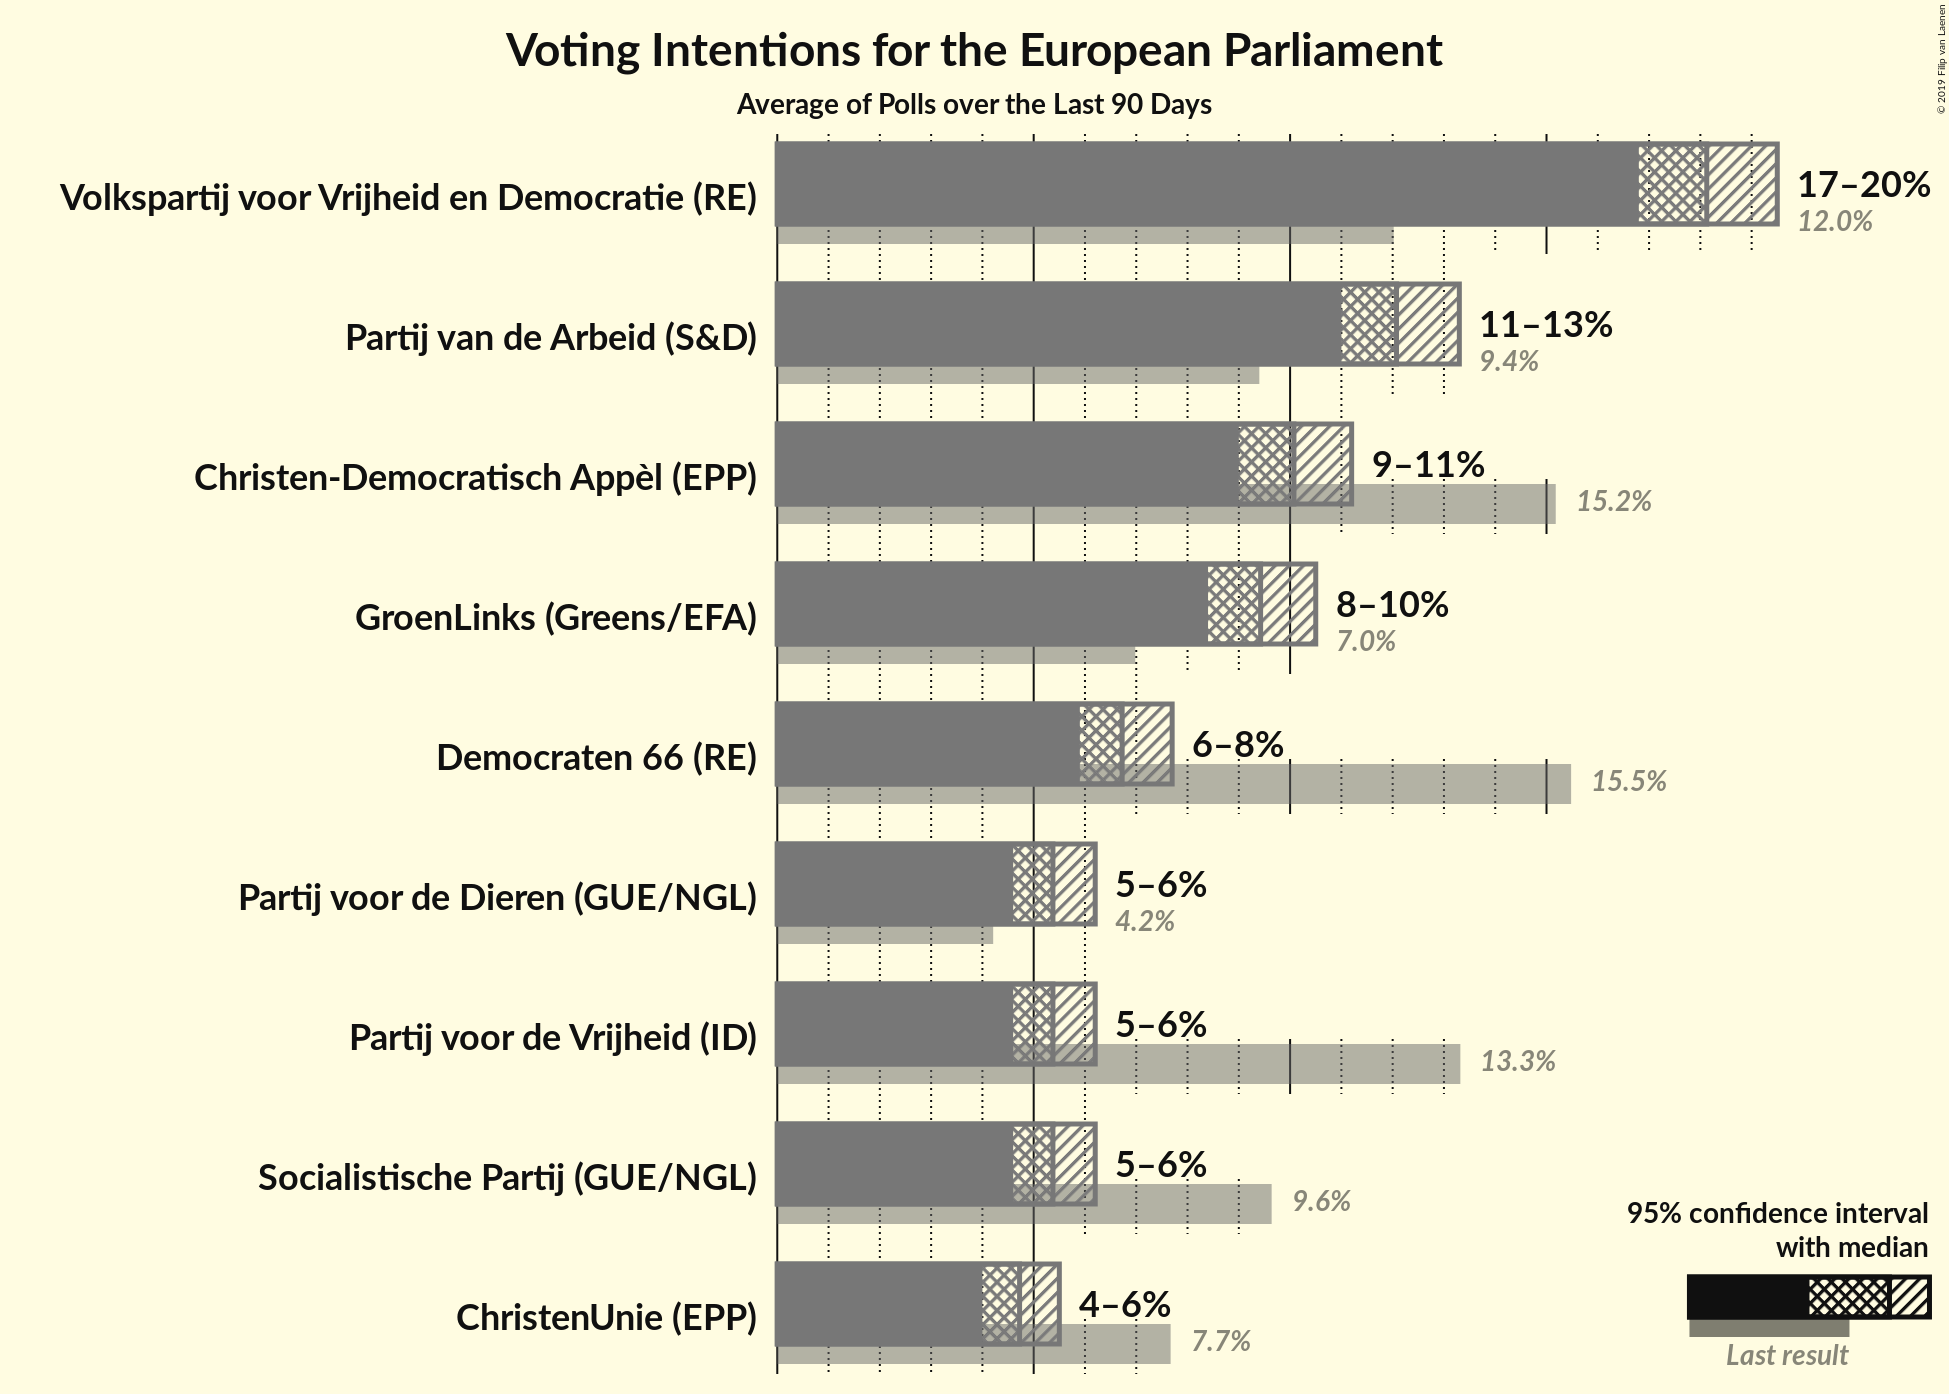 Voting Intentions for the European Parliament
Average of Polls over the Last 90 Days
© 2019 Filip van Laenen
Volkspartij voor Vrijheid en Democratie (RE)
17–20%
12.0%
Partij van de Arbeid (S&D)
11–13%
9.4%
Christen-Democratisch Appèl (EPP)
9–11%
15.2%
GroenLinks (Greens/EFA)
8–10%
7.0%
Democraten 66 (RE)
6–8%
15.5%
Partij voor de Dieren (GUE/NGL)
5–6%
4.2%
Partij voor de Vrijheid (ID)
5–6%
13.3%
Socialistische Partij (GUE/NGL)
5–6%
9.6%
ChristenUnie (EPP)
4–6%
7.7%
95% confidence interval
with median
Last result